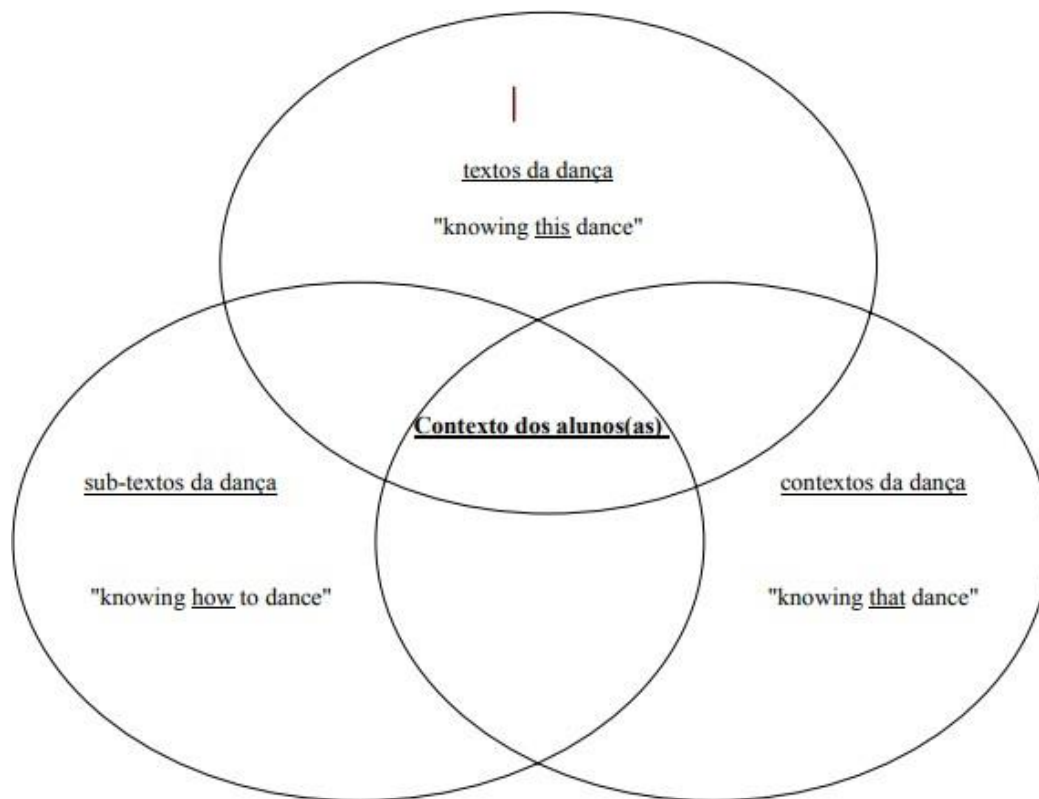 textos da dança
"knowing this dance"
Contexto dos alunos(as)
sub-textos da dança
contextos da dança
"knowing how to dance"
"knowing that dance"